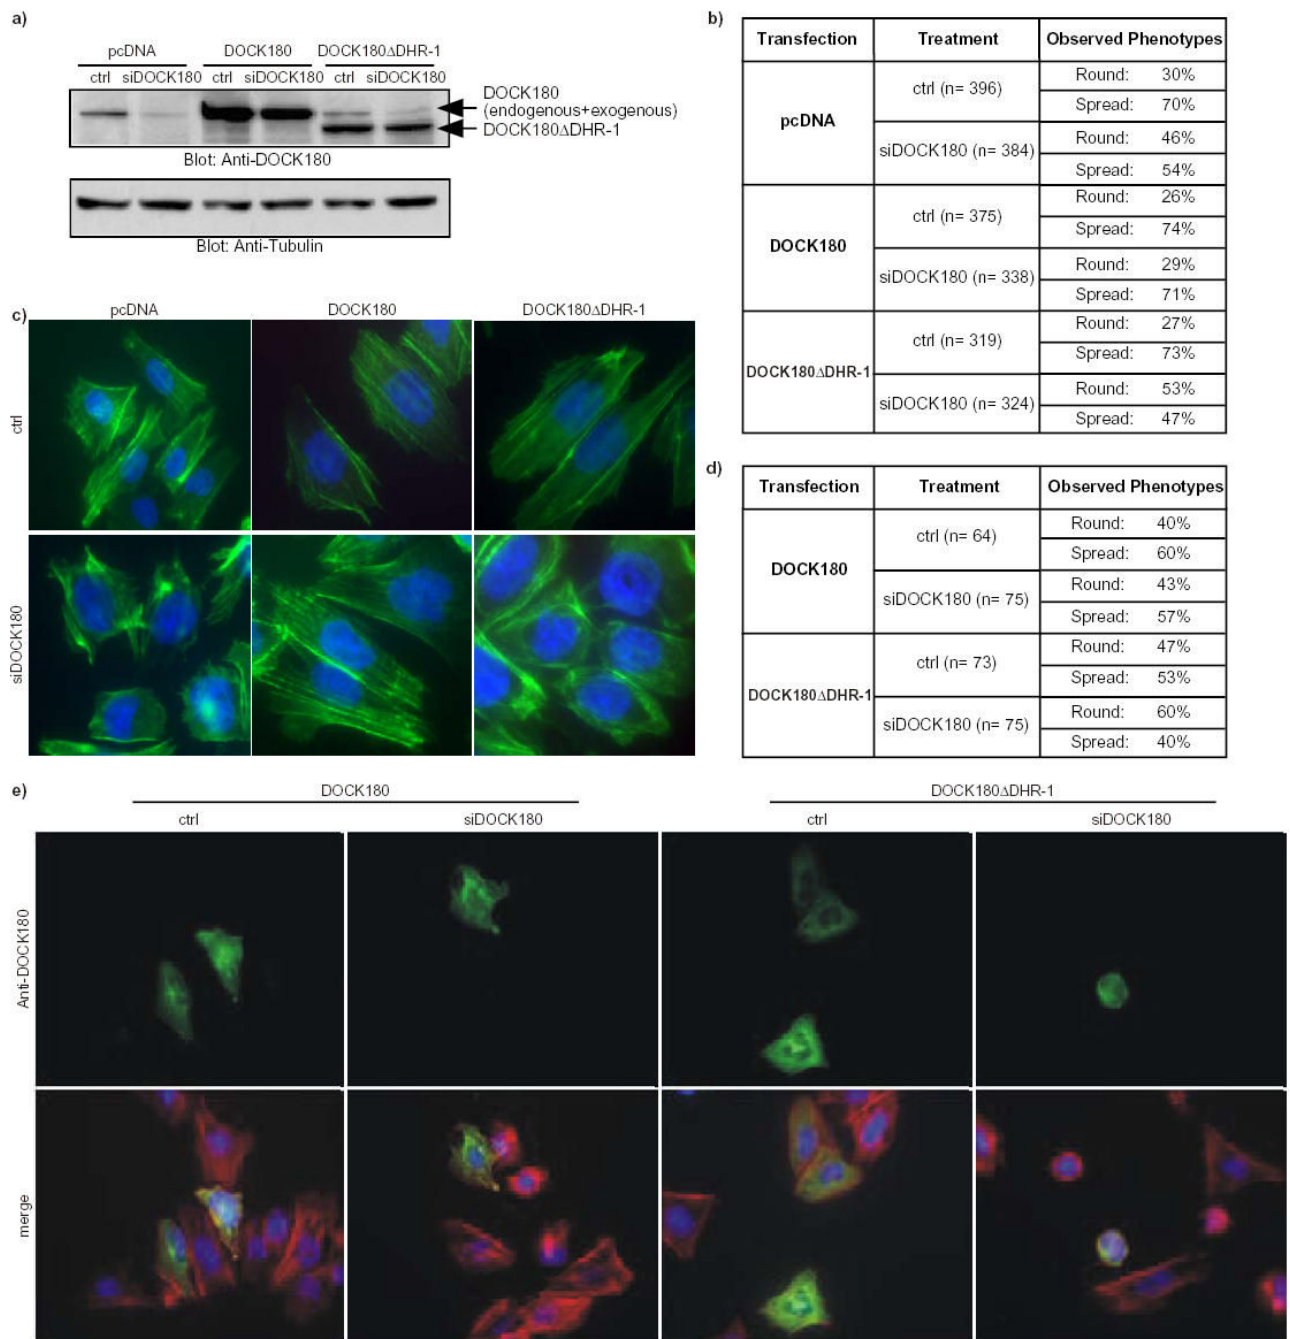 a)
pcDNA DOCK180 DOCK180ΔDHR-1
ctrl siDOCK180 ctrl siDOCK180 ctrl siDOCK180
DOCK180
(endogenous+exogenous)
DOCK180ΔDHR-1
Blot: Anti-DOCK180
Blot: Anti-Tubulin
b)
Transfection Treatment Observed Phenotypes
pcDNA
ctrl (n= 396)
Round: 30%
Spread: 70%
siDOCK180 (n= 384)
Round: 46%
Spread: 54%
DOCK180
ctrl (n= 375)
Round: 26%
Spread: 74%
siDOCK180 (n= 338)
Round: 29%
Spread: 71%
DOCK180ΔDHR-1
ctrl (n= 319)
Round: 27%
Spread: 73%
siDOCK180 (n= 324)
Round: 53%
Spread: 47%
c)
pcDNA DOCK180 DOCK180ΔDHR-1
ctrl
siDOCK180
d)
Transfection Treatment Observed Phenotypes
DOCK180
ctrl (n= 64)
Round: 40%
Spread: 60%
siDOCK180 (n= 75)
Round: 43%
Spread: 57%
DOCK180ΔDHR-1
ctrl (n= 73)
Round: 47%
Spread: 53%
siDOCK180 (n= 75)
Round: 60%
Spread: 40%
e)
DOCK180 DOCK180ΔDHR-1
ctrl siDOCK180 ctrl siDOCK180
Anti-DOCK180
merge